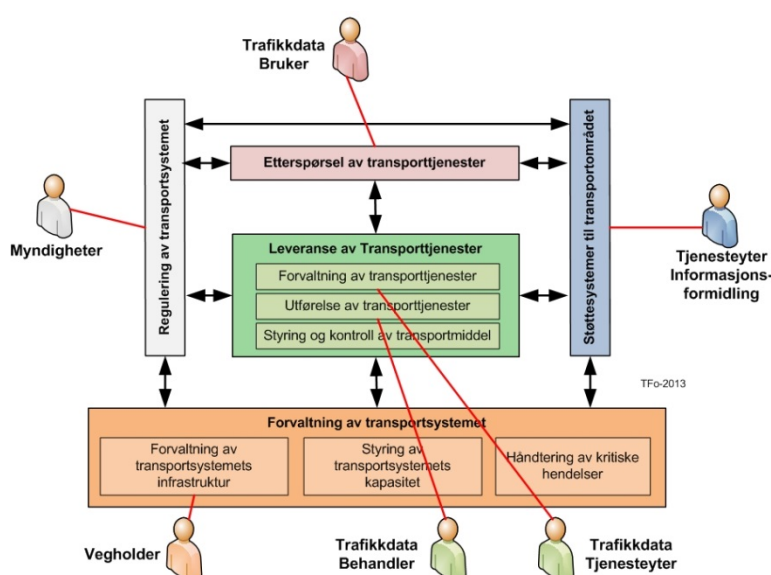 Trafikkdata
Bruker
Regulering av transportsystemet
Etterspørsel av transporttjenester
Støttesystemer til transportområdet
Myndigheter
Leveranse av Transporttjenester
Forvaltning av transporttjenester
Utførelse av transporttjenester
Styring og kontroll av transportmiddel
Tjenesteyter
Informasjons-
formidling
TFo-2013
Forvaltning av transportsystemet
Forvaltning av
transportsystemets
infrastruktur
Styring av
transportsystemets
kapasitet
Håndtering av kritiske
hendelser
Vegholder
Trafikkdata
Behandler
Trafikkdata
Tjenesteyter